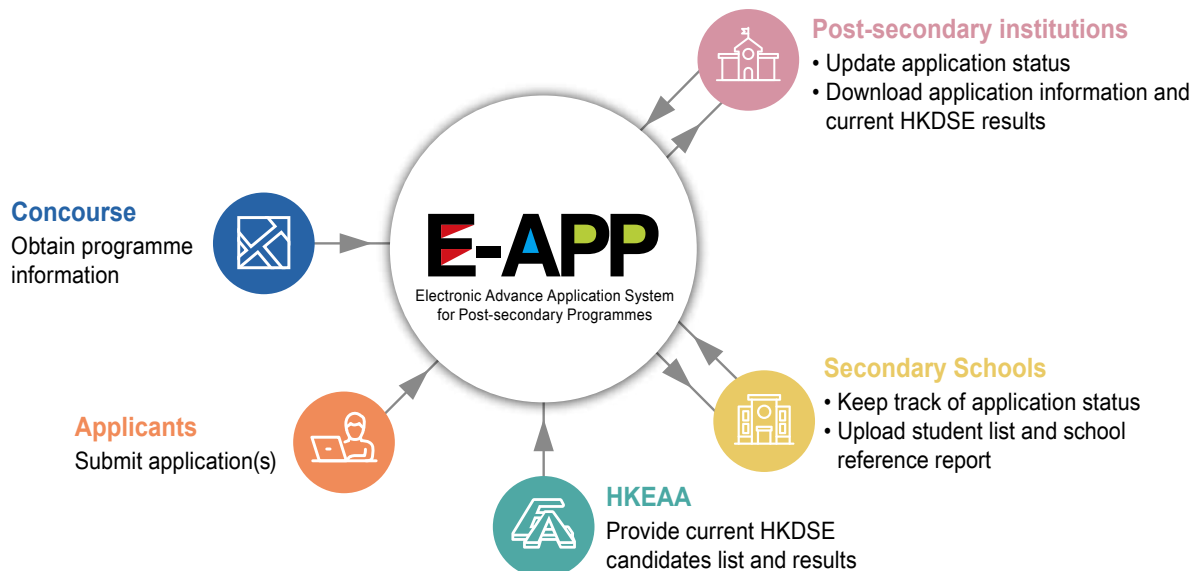 Post-secondary institutions
• Update application status
• Download application information and
current HKDSE results
Concourse
Obtain programme
information
E-APP
Electronic Advance Application System
for Post-secondary Programmes
Secondary Schools
• Keep track of application status
• Upload student list and school
reference report
Applicants
Submit application(s)
HKEAA
Provide current HKDSE
candidates list and results